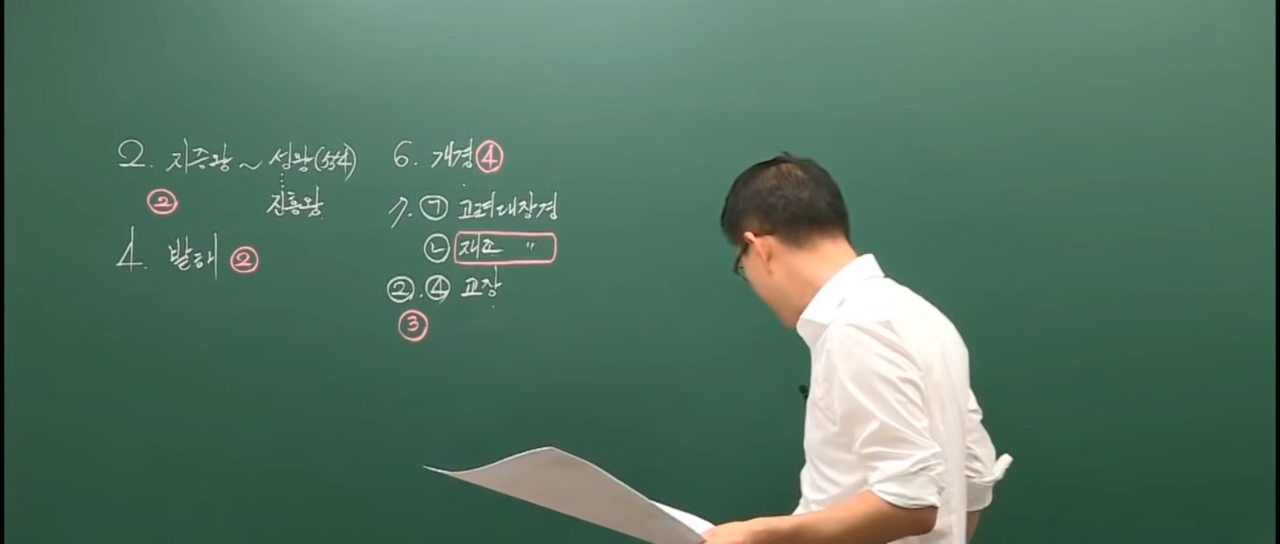 2. 지증왕 ~ 성왕(554)
② 진흥왕
4. 발해 ②
6. 개경 ④
7. ㉠ 고려대장경
㉡ 재조 〃
②, ④ 교장
③